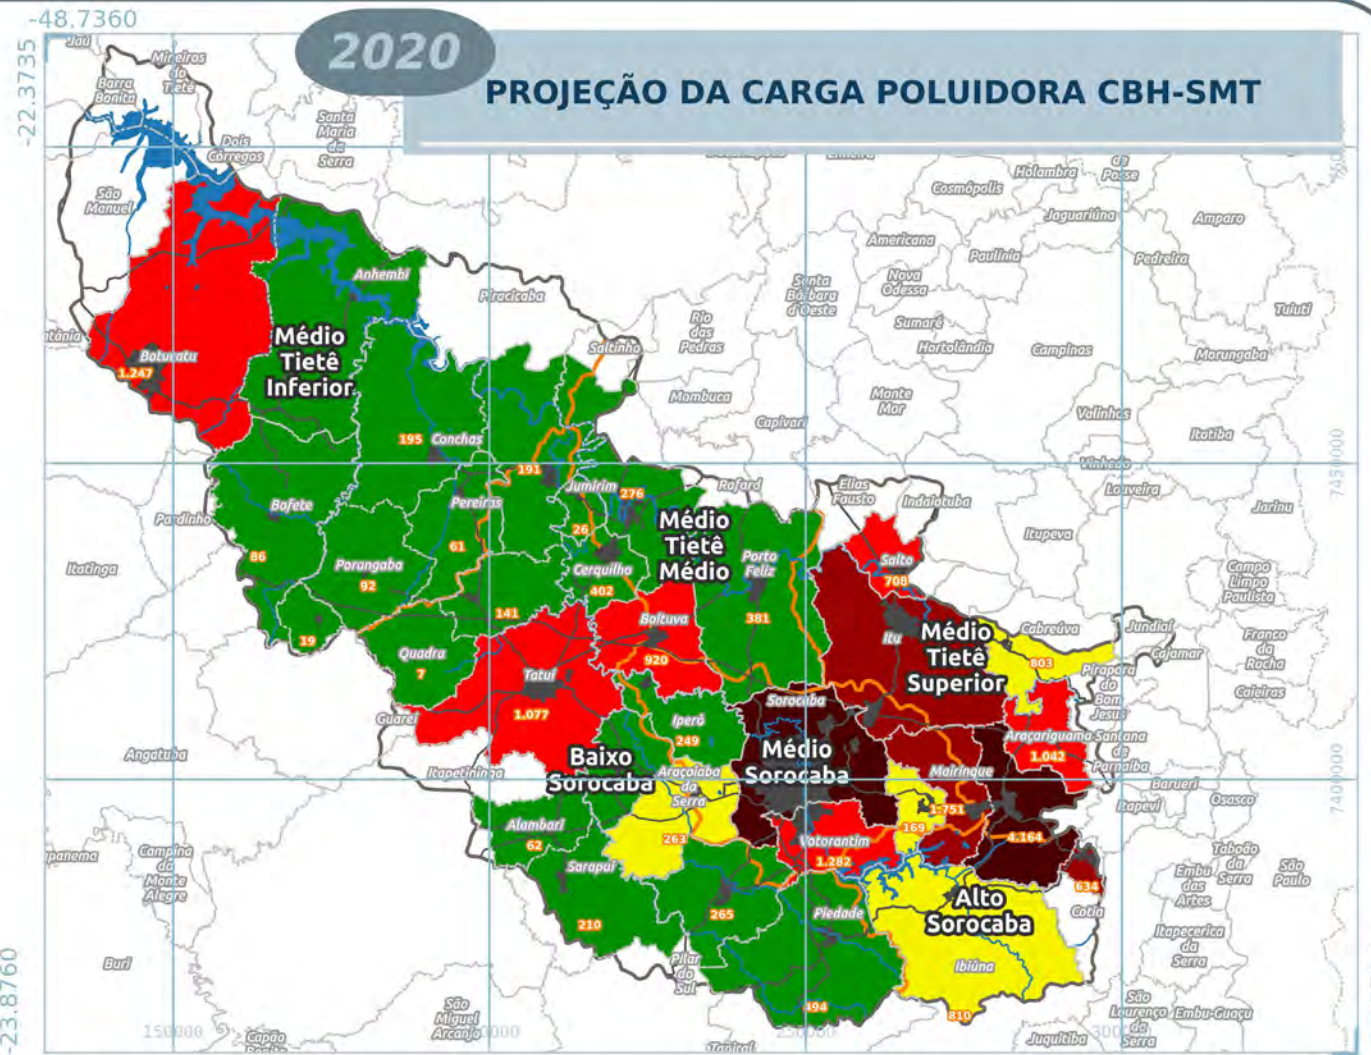 -48.7360
-22.3735
2020
PROJEÇÃO DA CARGA POLUIDORA CBH-SMT
Jaú
Mineiros
do
Tietê
Barra
Bonita
Santa
Maria
da
Serra
Dois
Córregos
São
Manuel
Holambra
Cosmópolis
Jaguariúna
Amparo
Americana
Paulínia
Pedreira
Anhembi
Piracicaba
Santa
Bárbara
d'Oeste
Nova
Odessa
Tuiuti
Rio
das
Pedras
Sumaré
Hortolândia
Campinas
Morungaba
Saltinho
Médio
Tietê
Inferior
Botucatu
1.247
Mombuca
Monte
Mor
Valinhos
Capivari
Itatiba
195
Conchas
Vinhedo
7450000
191
Jumirim
276
Rafard
Elias
Fausto
Indaiatuba
Louveira
Jarinu
Pereiras
Bofete
Pardinho
Médio
Tietê
Médio
26
61
86
Itupeva
Itatinga
Porangaba
92
Cerquilho
402
Porto
Feliz
Salto
708
Campo
Limpo
Paulista
141
Boituva
920
381
19
Quadra
7
Itu
Médio
Tietê
Superior
Cabreúva
803
Jundiaí
Cajamar
Franco
da
Rocha
Pirapora
do
Bom
Jesus
Caieiras
Tatuí
1.077
Guareí
Sorocaba
Iperó
249
Araçariguama
1.042
Santana
de
Parnaíba
Angatuba
Baixo
Sorocaba
Médio
Sorocaba
Itapetininga
Araçoiaba
da
Serra
263
Mairinque
1.751
169
Barueri
Itapevi
Osasco
7400000
Alambari
62
Votorantim
1.282
4.164
Campina
do
Monte
Alegre
Sarapuí
Taboão
da
Serra
São
Paulo
634
Embu
das
Artes
Alto
Sorocaba
Cotia
210
265
Piedade
Itapecerica
da
Serra
Ibiúna
Buri
Pilar
do
Sul
494
810
São
Miguel
Arcanjo
São
Lourenço
da
Serra
Embu-Guaçu
Juquitiba
Capão
Tapiraí
150000
-23.8760